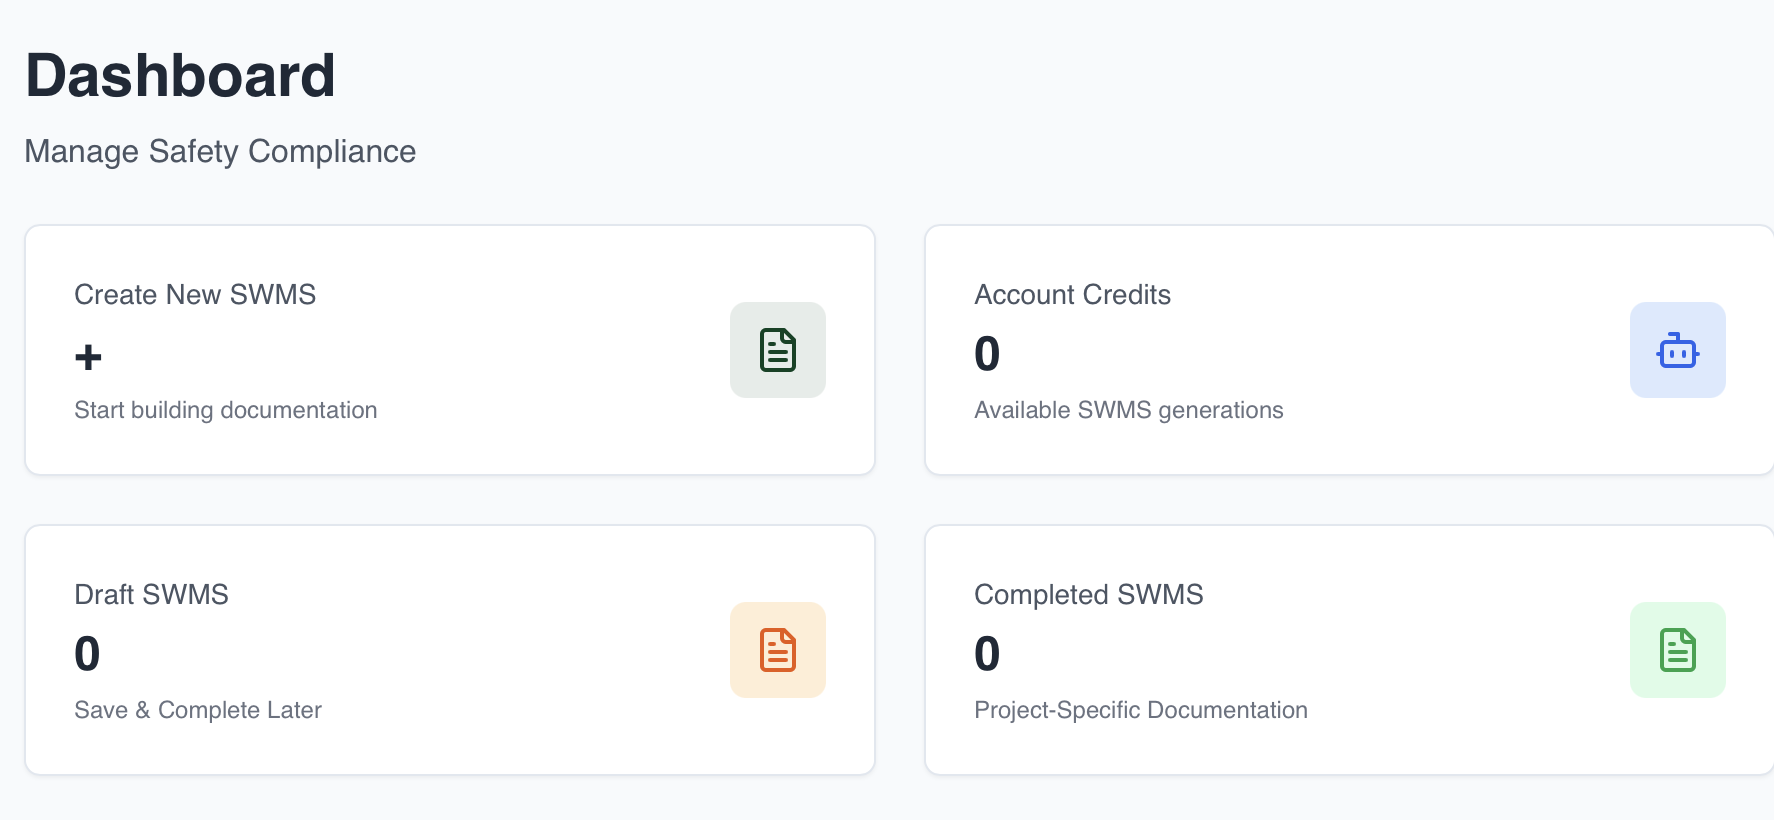 Dashboard
Manage Safety Compliance
Create New SWMS
+
Start building documentation
Account Credits
0
Available SWMS generations
Draft SWMS
0
Save & Complete Later
Completed SWMS
0
Project-Specific Documentation